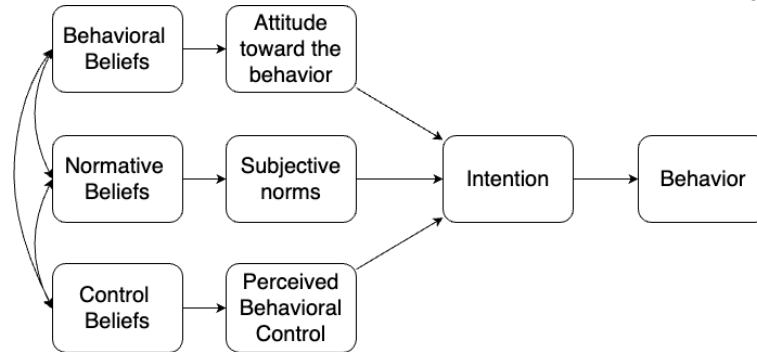 Behavioral
Beliefs
Attitude
toward the
behavior
Normative
Beliefs
Subjective
norms
Intention
Behavior
Control
Beliefs
Perceived
Behavioral
Control